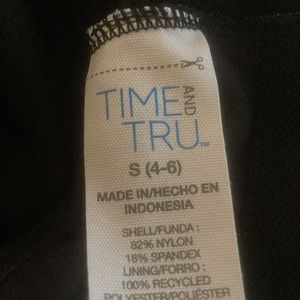 TIME AND
TRU™
S (4-6)
MADE IN/HECHO EN
INDONESIA
SHELL/FUNDA :
82% NYLON
18% SPANDEX
LINING/FORRO :
100% RECYCLED
POLYESTER/POLIÉSTER